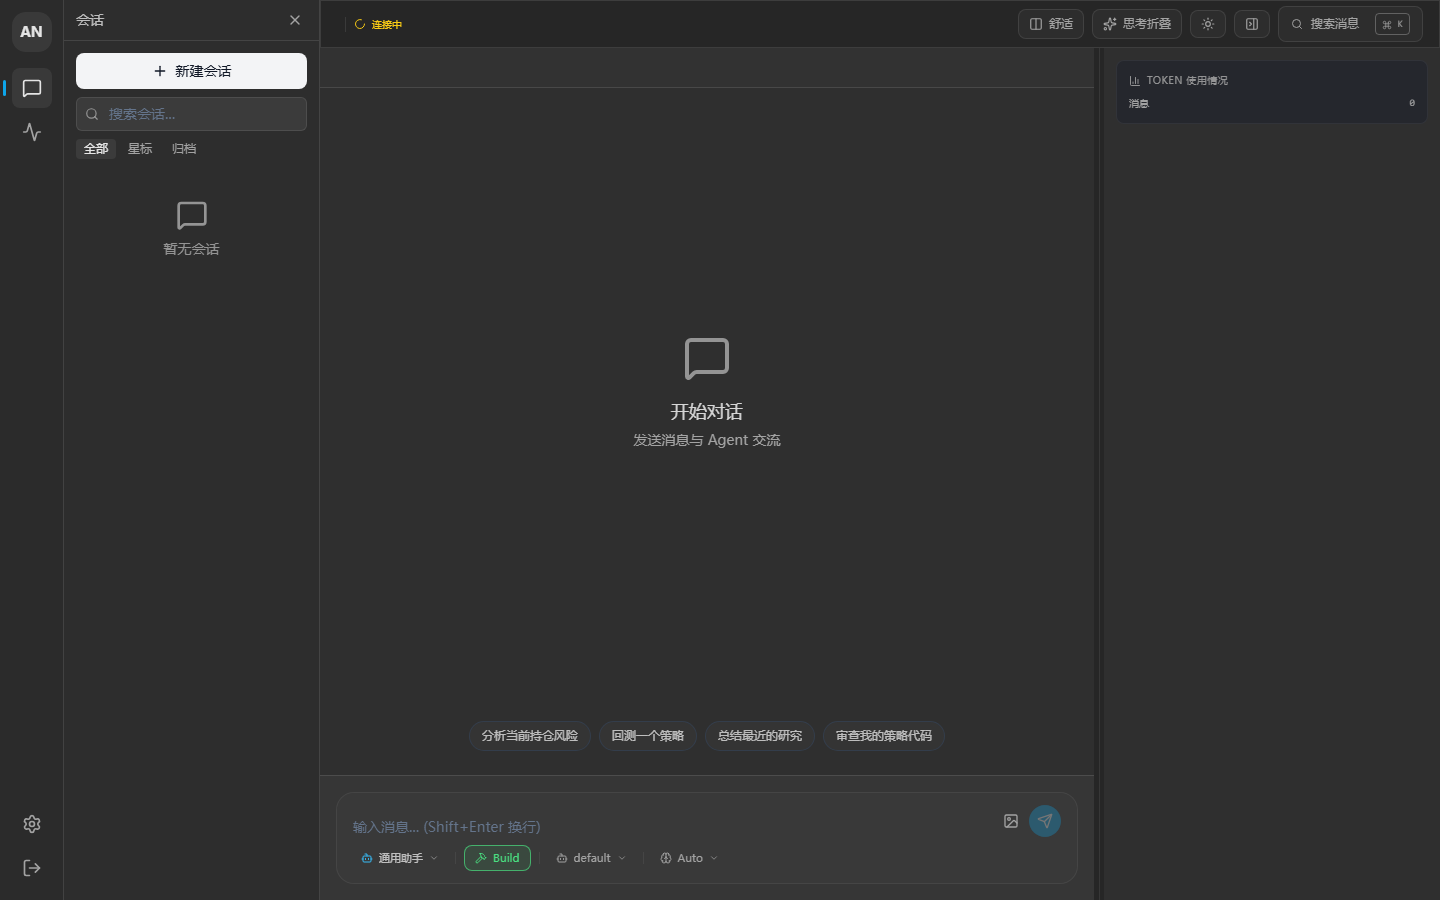 AN
会话
新建会话
搜索会话...
全部 星标 归档
暂无会话
连接中
舒适
思考折叠
搜索消息
⌘ K
开始对话
发送消息与 Agent 交流
分析当前持仓风险
回测一个策略
总结最近的研究
审查我的策略代码
输入消息... (Shift+Enter 换行)
通用助手
Build
default
Auto
TOKEN 使用情况
消息 0